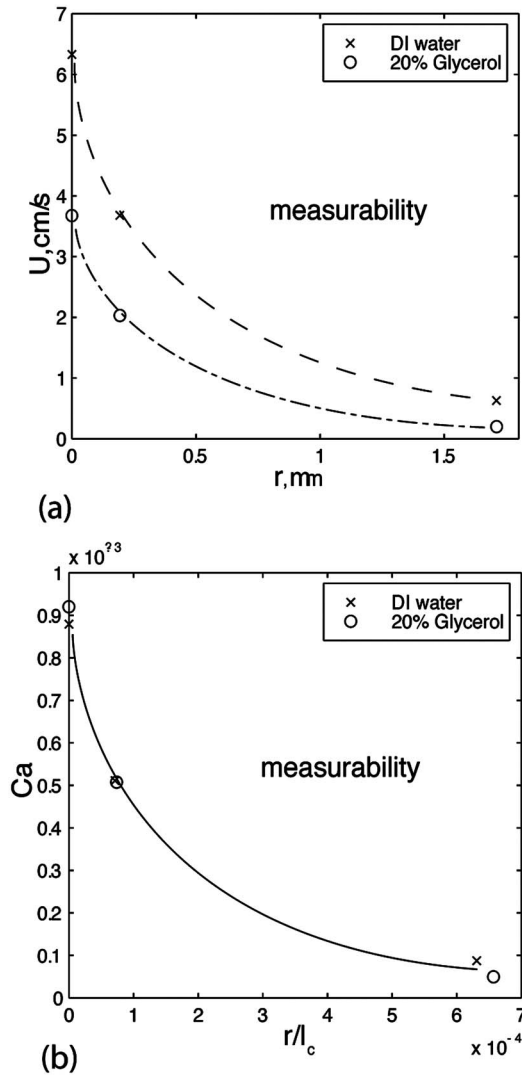 7
6
5
4
3
2
1
0
U,cm/s
× DI water
○ 20% Glycerol
measurability
0 0.5 1 1.5
r,mm
(a)
x 10?3
1
0.9
0.8
0.7
0.6
0.5
0.4
0.3
0.2
0.1
0
Ca
× DI water
○ 20% Glycerol
measurability
0 1 2 3 4 5 6 7
r/lc
x 10-4
(b)